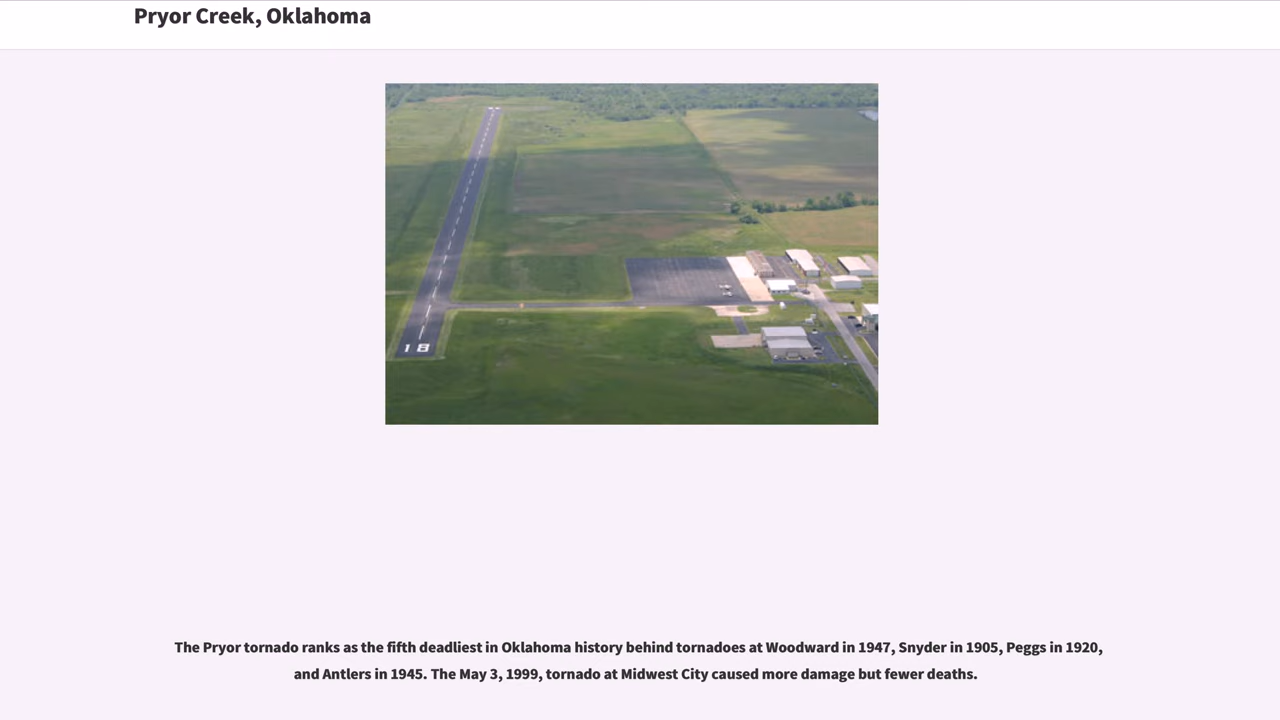 Pryor Creek, Oklahoma
18
The Pryor tornado ranks as the fifth deadliest in Oklahoma history behind tornadoes at Woodward in 1947, Snyder in 1905, Peggs in 1920,
and Antlers in 1945. The May 3, 1999, tornado at Midwest City caused more damage but fewer deaths.